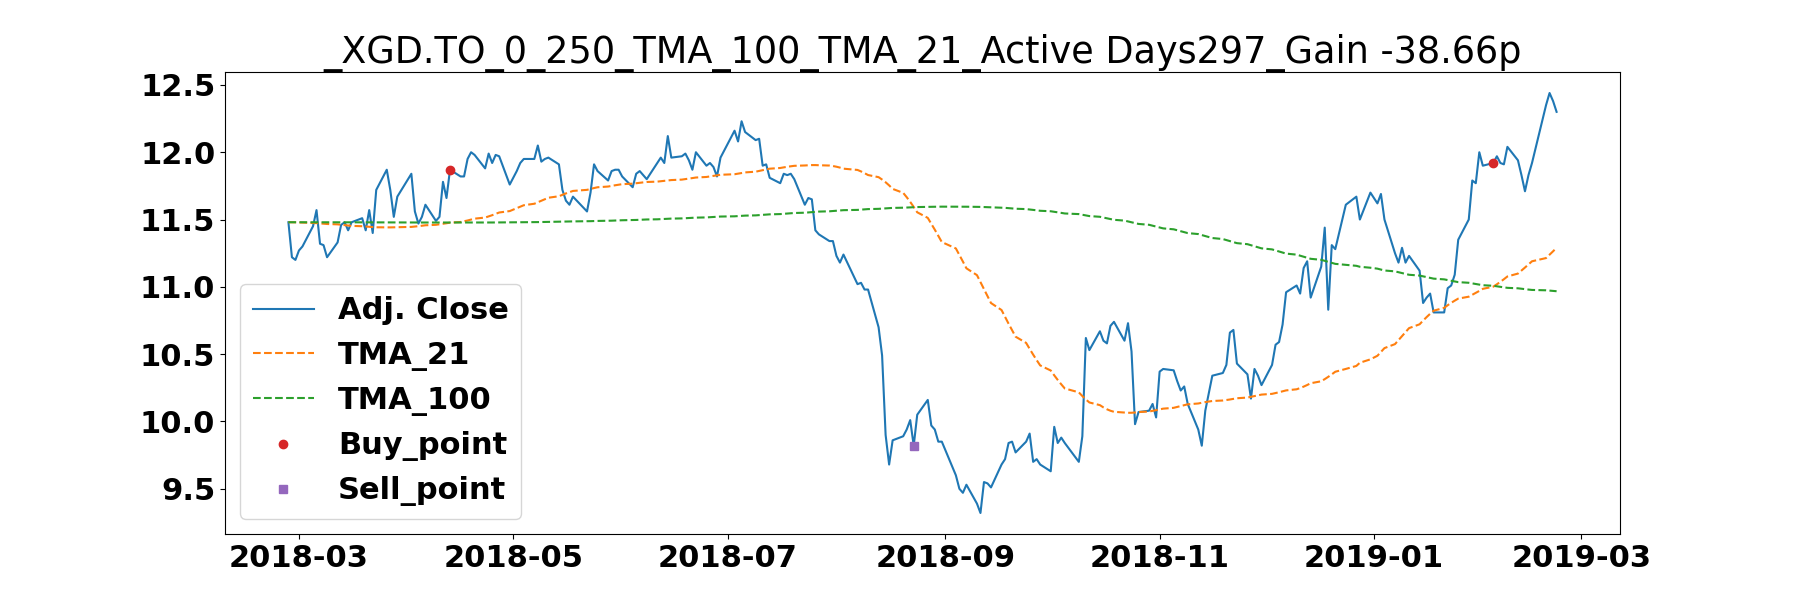 _XGD.TO_0_250_TMA_100_TMA_21_Active Days297_Gain -38.66p
12.5
12.0
11.5
11.0
10.5
10.0
9.5
Adj. Close
TMA_21
TMA_100
Buy_point
Sell_point
2018-03 2018-05 2018-07 2018-09 2018-11 2019-01 2019-03